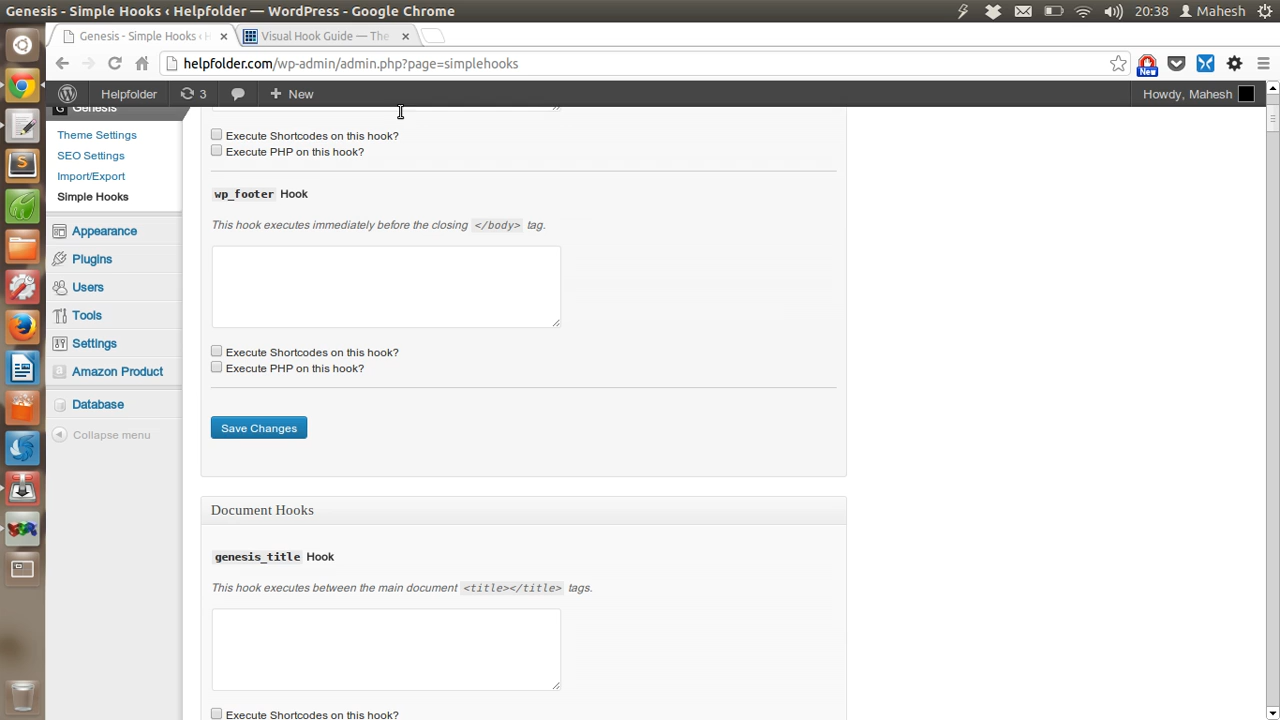 Genesis - Simple Hooks ‹ Helpfolder — WordPress - Google Chrome
20:38 Mahesh
Genesis - Simple Hooks ‹ H
Visual Hook Guide — The
helpfolder.com/wp-admin/admin.php?page=simplehooks
New
Helpfolder 3 + New
Howdy, Mahesh
Genesis
Theme Settings
SEO Settings
Import/Export
Simple Hooks
Appearance
Plugins
Users
Tools
Settings
Amazon Product
Database
Collapse menu
Execute Shortcodes on this hook?
Execute PHP on this hook?
wp_footer Hook
This hook executes immediately before the closing </body> tag.
Execute Shortcodes on this hook?
Execute PHP on this hook?
Save Changes
Document Hooks
genesis_title Hook
This hook executes between the main document <title></title> tags.
Execute Shortcodes on this hook?